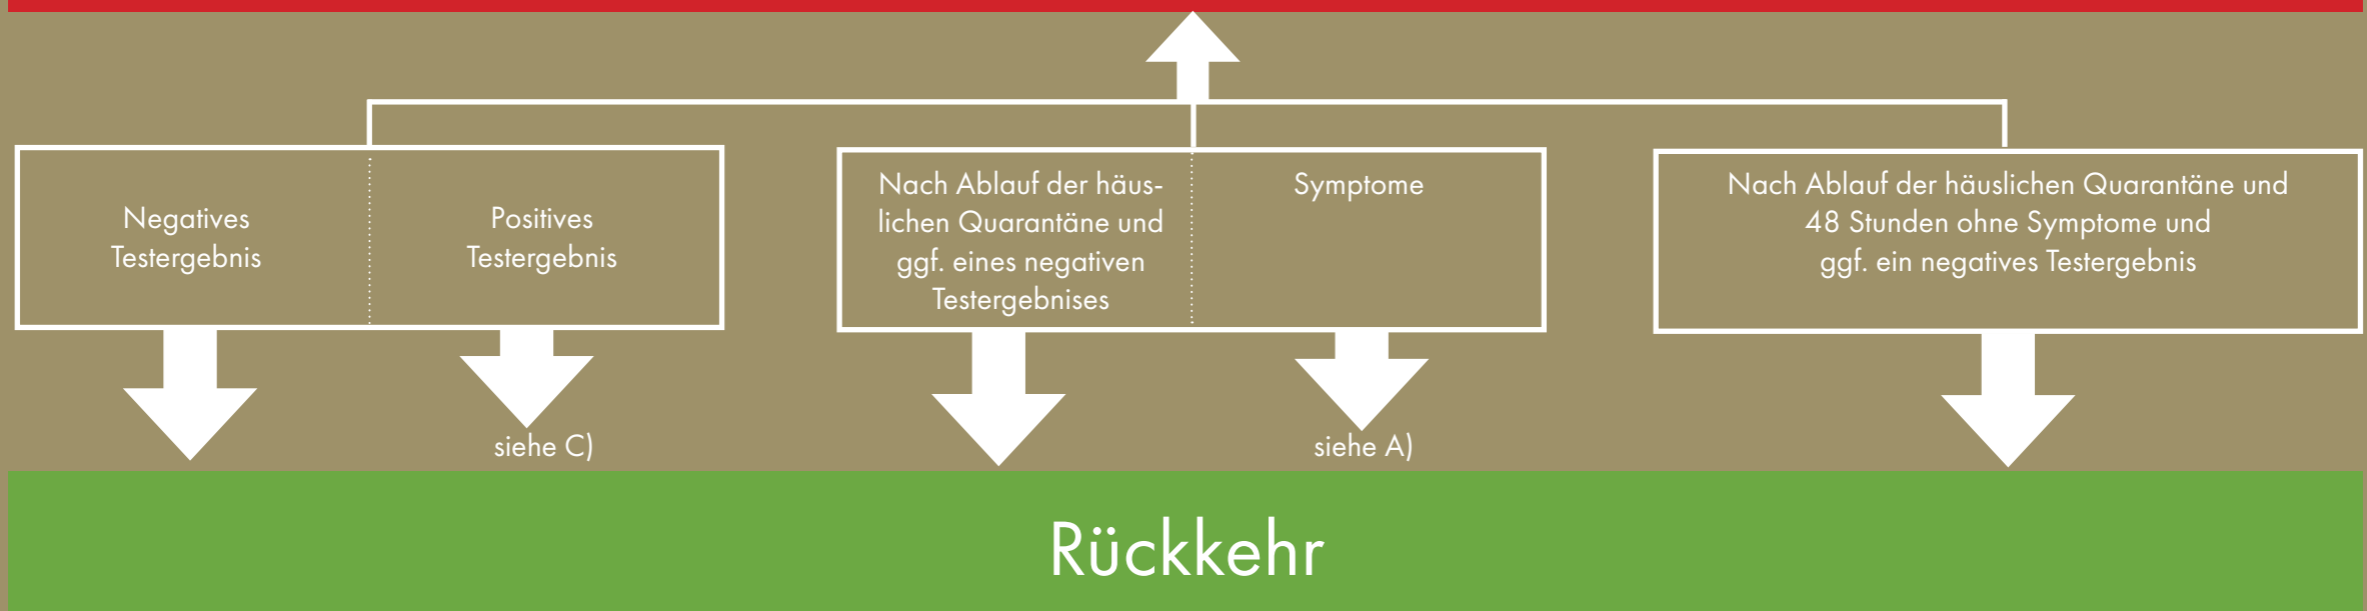 Negatives
Testergebnis
Positives
Testergebnis
Nach Ablauf der häus-
lichen Quarantäne und
ggf. eines negativen
Testergebnises
Symptome
Nach Ablauf der häuslichen Quarantäne und
48 Stunden ohne Symptome und
ggf. ein negatives Testergebnis
siehe C)
siehe A)
Rückkehr